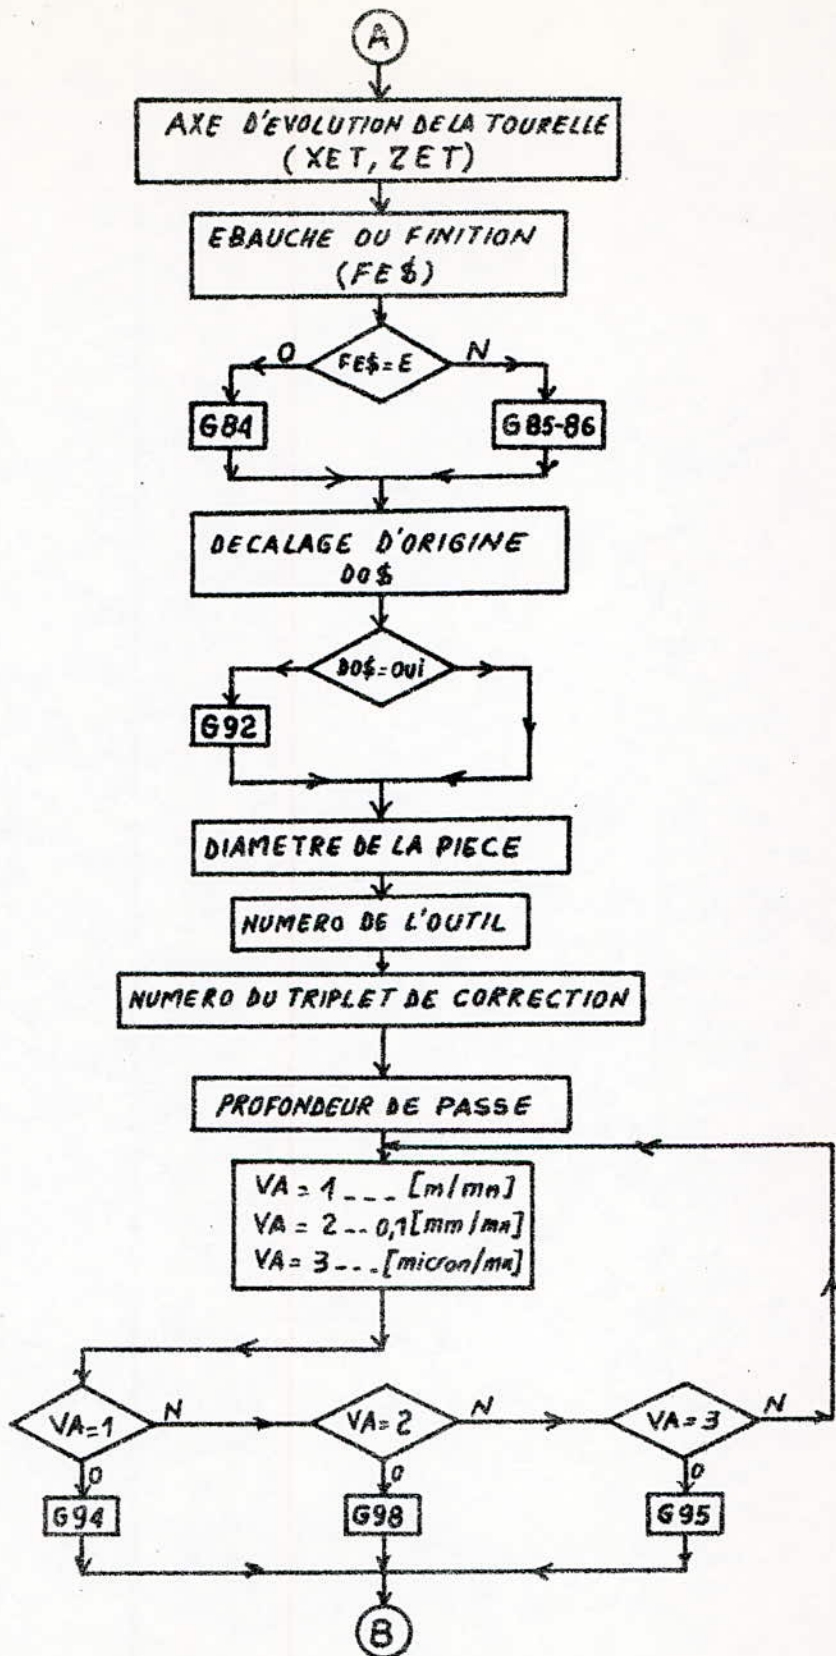 A
AXE D'EVOLUTION DE LA TOURELLE
(XET, ZET)
EBAUCHE OU FINITION
(FE$)
O
FE$=E
N
G84
G85-86
DECALAGE D'ORIGINE
DO$
DO$=OUi
G92
DIAMETRE DE LA PIECE
NUMERO DE L'OUTIL
NUMERO DU TRIPLET DE CORRECTION
PROFONDEUR DE PASSE
VA = 1 --- [m/mn]
VA = 2 -- 0,1[mm/mn]
VA = 3 --- [micron/mn]
VA=1
N
VA=2
N
VA=3
N
O
O
O
G94
G98
G95
B